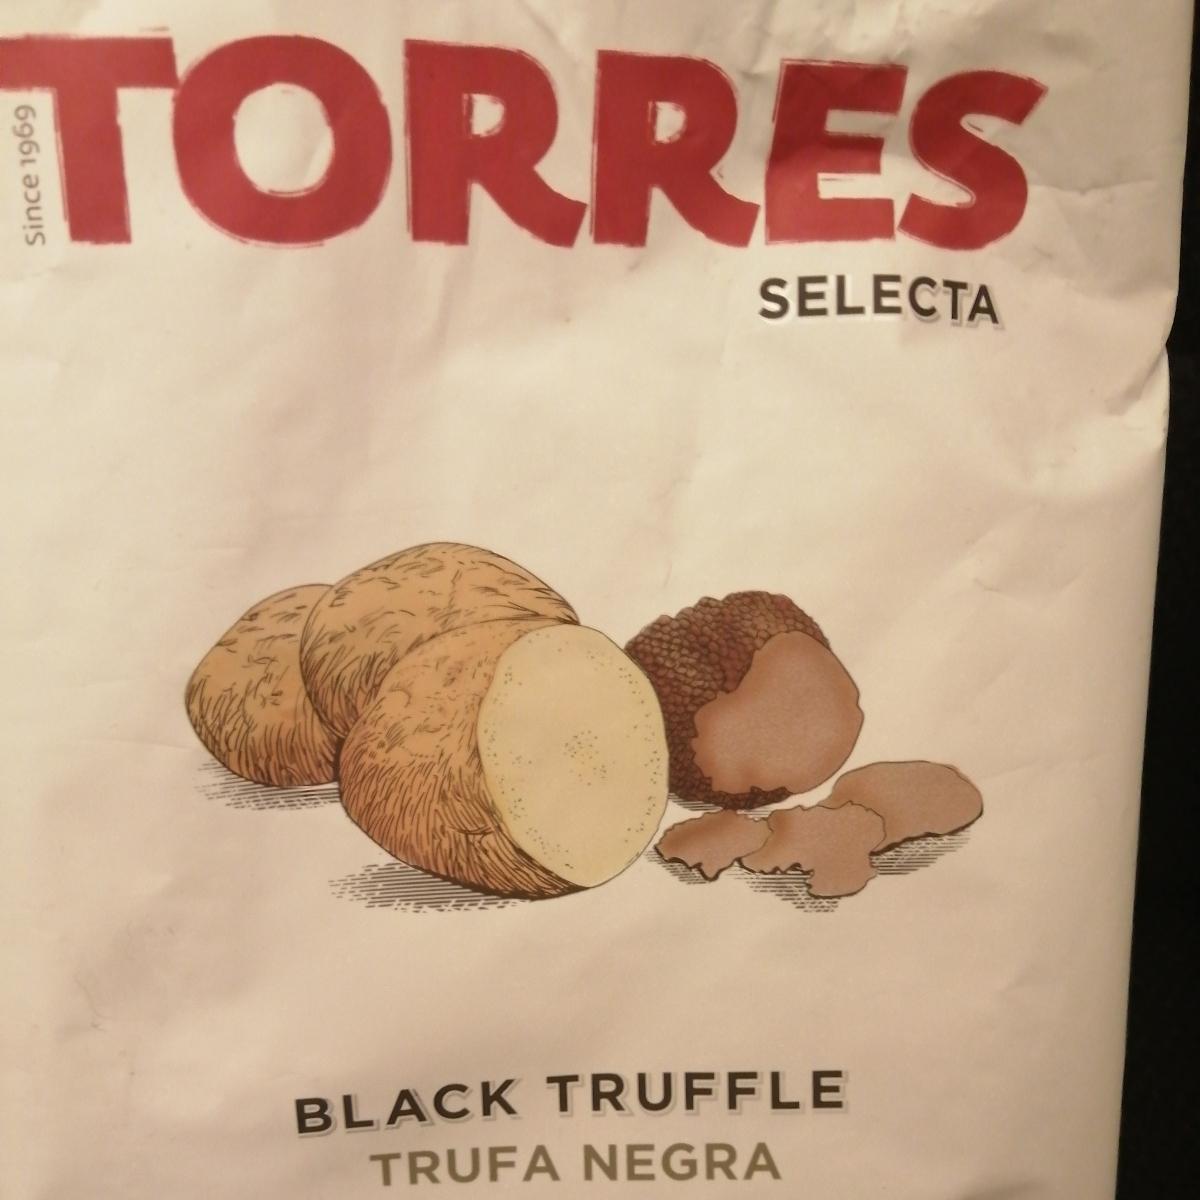 TORRES
Since 1969
SELECTA
BLACK TRUFFLE
TRUFA NEGRA